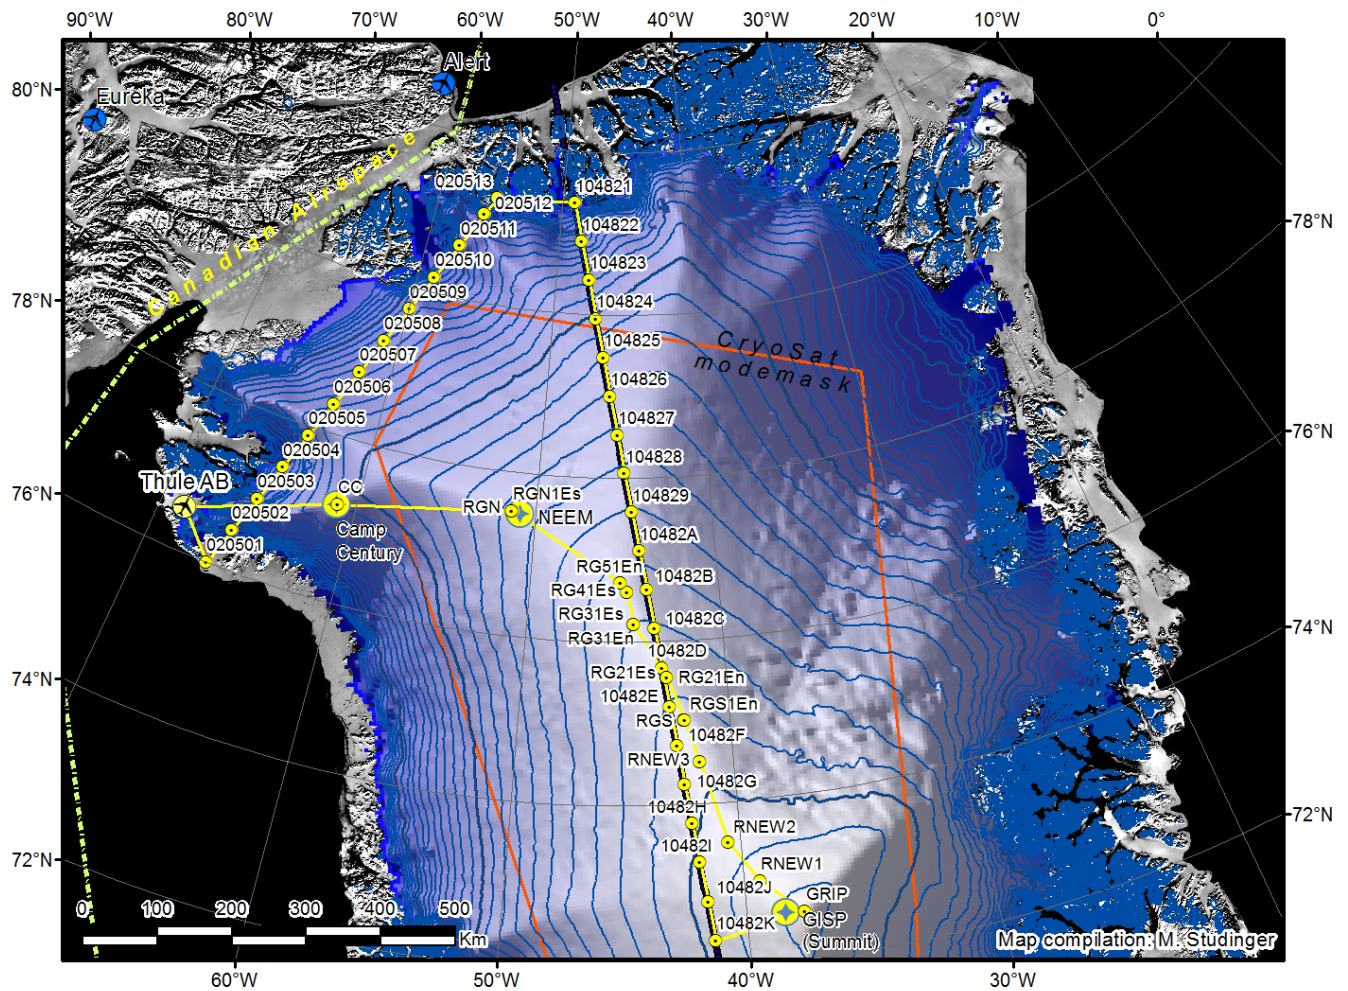 90°W 80°W 70°W 60°W 50°W 40°W 30°W 20°W 10°W 0°
80°N
78°N
76°N
74°N
72°N
78°N
76°N
74°N
72°N
60°W 50°W 40°W 30°W
Eureka
Alert
Canadian Airspace
CryoSat
modemask
020513
020512
020511
020510
020509
020508
020507
020506
020505
020504
020503
020502
020501
Thule AB
CC
Camp
Century
RGN
RGN1Es
NEEM
104821
104822
104823
104824
104825
104826
104827
104828
104829
10482A
10482B
10482C
10482D
10482E
10482F
10482G
10482H
10482I
10482J
10482K
RG51En
RG41Es
RG31Es
RG31En
RG21Es
RG21En
RGS1En
RGS
RNEW3
RNEW2
RNEW1
GRIP
GISP
(Summit)
0 100 200 300 400 500
Km
Map compilation: M. Studinger